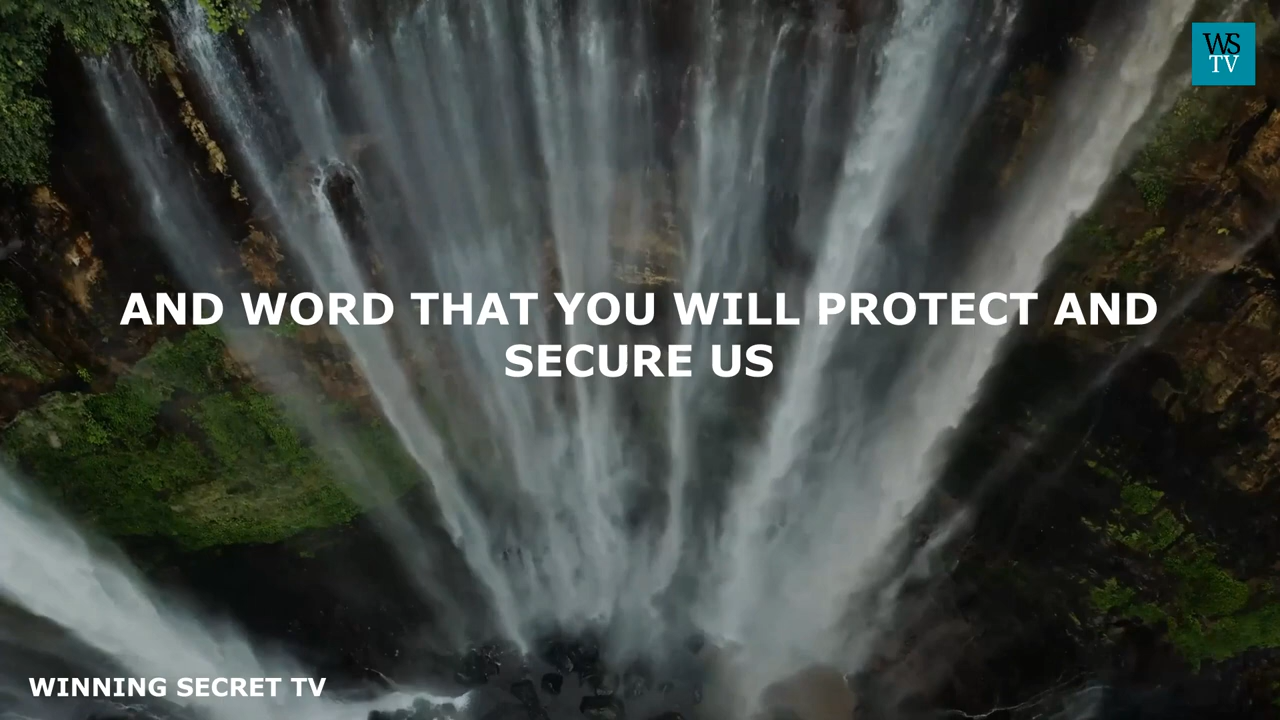 WS
TV
AND WORD THAT YOU WILL PROTECT AND
SECURE US
WINNING SECRET TV